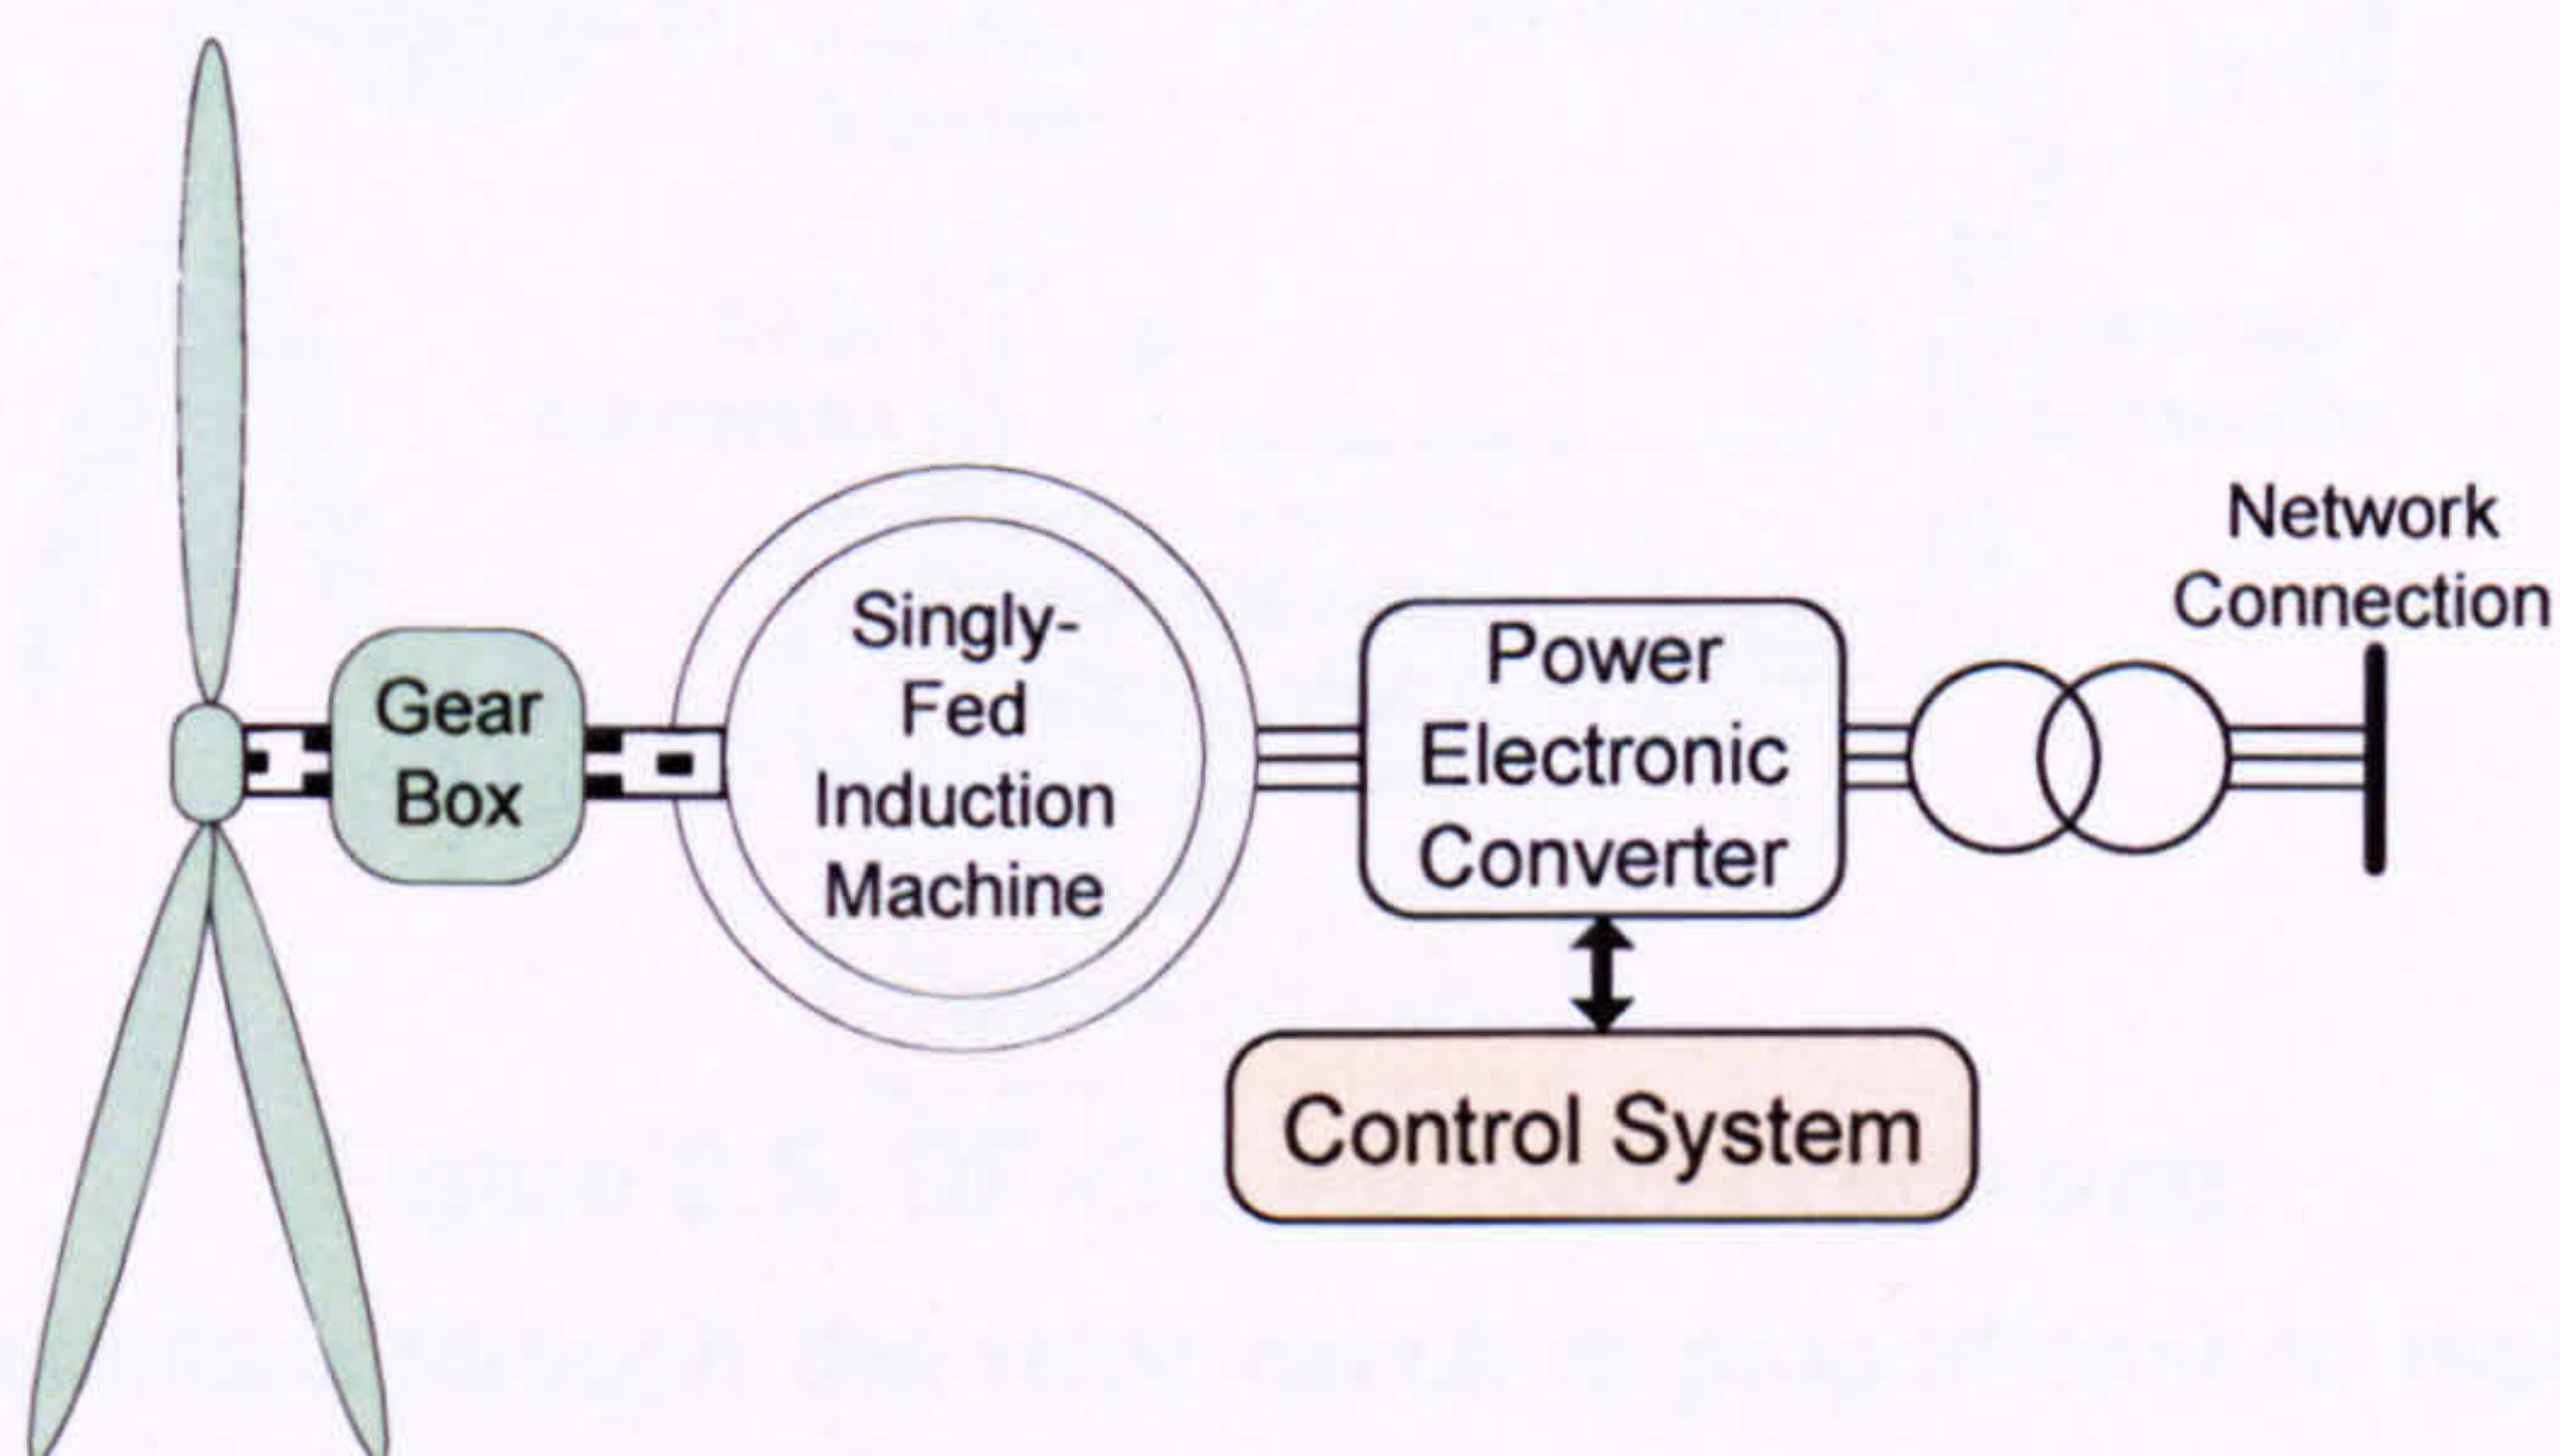 Network
Connection
Gear
Box
Singly-
Fed
Induction
Machine
Power
Electronic
Converter
Control System